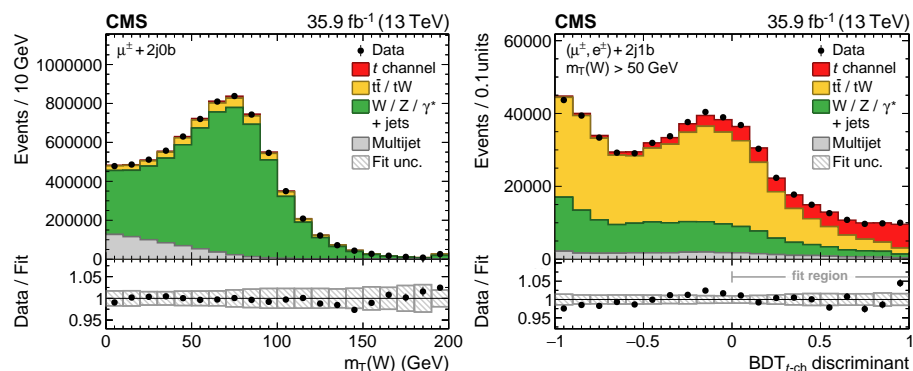 CMS 35.9 fb⁻¹ (13 TeV)
Events / 10 GeV
1000000
800000
600000
400000
200000
0
μ± + 2j0b
Data
t channel
tt̄ / tW
W / Z / γ*
+ jets
Multijet
Fit unc.
Data / Fit
1.05
1
0.95
0 50 100 150 200
m_T(W) (GeV)
CMS 35.9 fb⁻¹ (13 TeV)
Events / 0.1 units
60000
40000
20000
0
(μ±, e±) + 2j1b
m_T(W) > 50 GeV
Data
t channel
tt̄ / tW
W / Z / γ*
+ jets
Multijet
Fit unc.
Data / Fit
1.05
1
0.95
fit region
−1 −0.5 0 0.5 1
BDT_t-ch discriminant